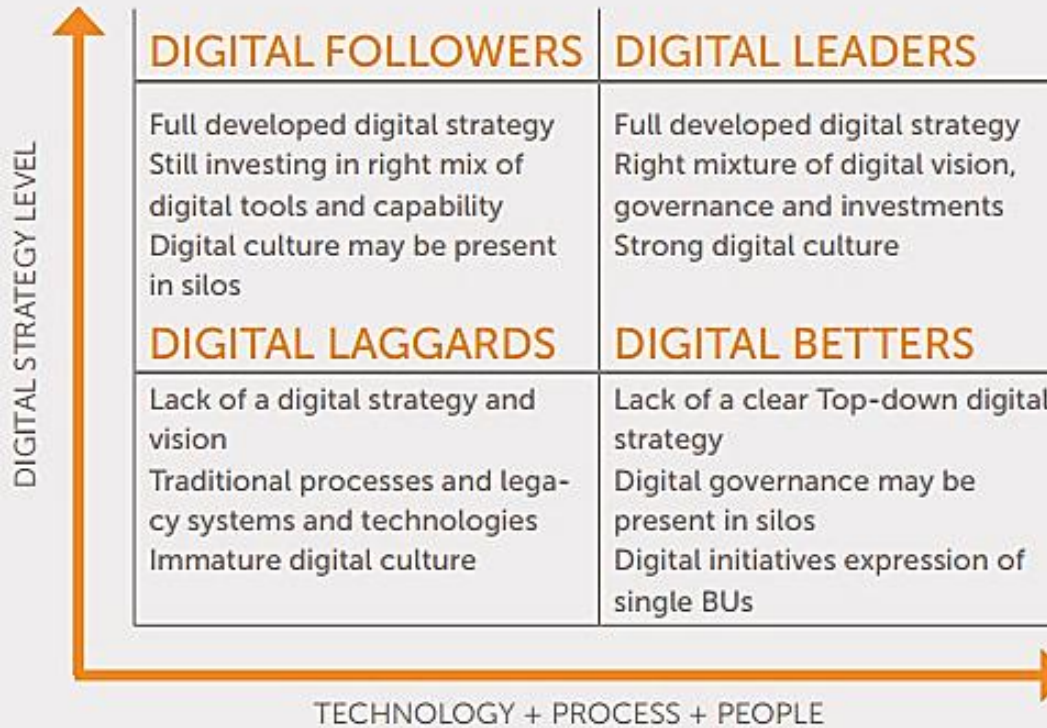 DIGITAL STRATEGY LEVEL
DIGITAL FOLLOWERS
Full developed digital strategy
Still investing in right mix of
digital tools and capability
Digital culture may be present
in silos
DIGITAL LEADERS
Full developed digital strategy
Right mixture of digital vision,
governance and investments
Strong digital culture
DIGITAL LAGGARDS
Lack of a digital strategy and
vision
Traditional processes and lega-
cy systems and technologies
Immature digital culture
DIGITAL BETTERS
Lack of a clear Top-down digital
strategy
Digital governance may be
present in silos
Digital initiatives expression of
single BUs
TECHNOLOGY + PROCESS + PEOPLE